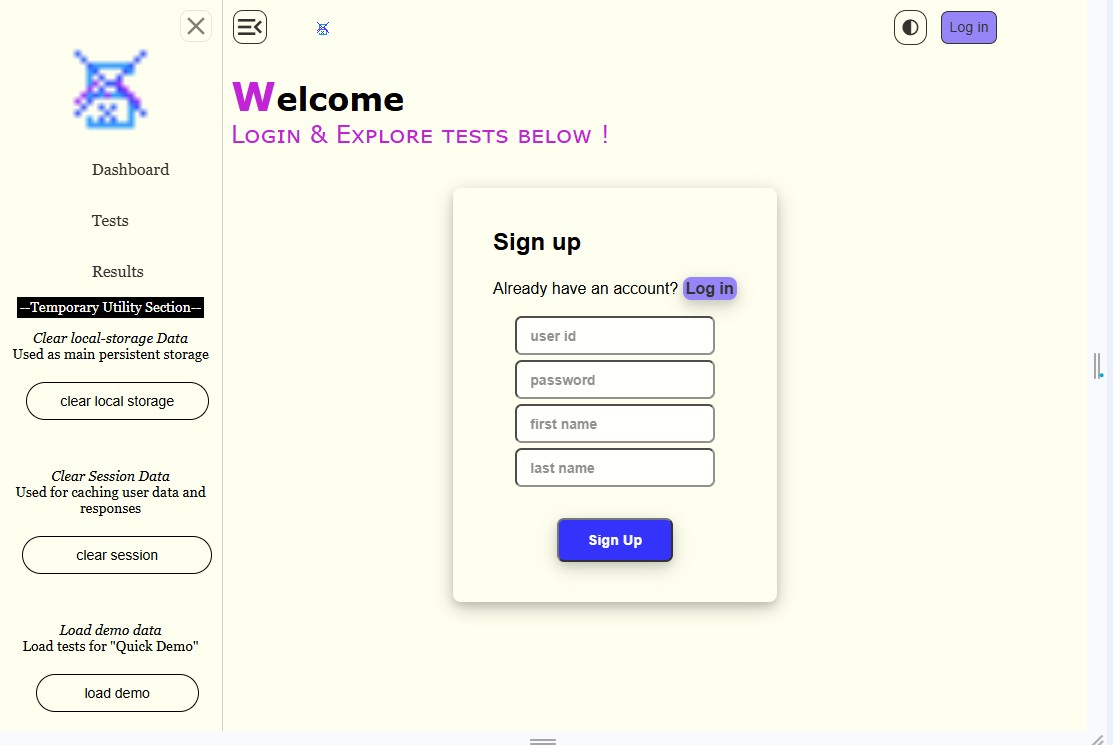 Log in
Welcome
Login & Explore tests below !
Dashboard
Tests
Results
--Temporary Utility Section--
Clear local-storage Data
Used as main persistent storage
clear local storage
Clear Session Data
Used for caching user data and
responses
clear session
Load demo data
Load tests for "Quick Demo"
load demo
Sign up
Already have an account? Log in
user id
password
first name
last name
Sign Up